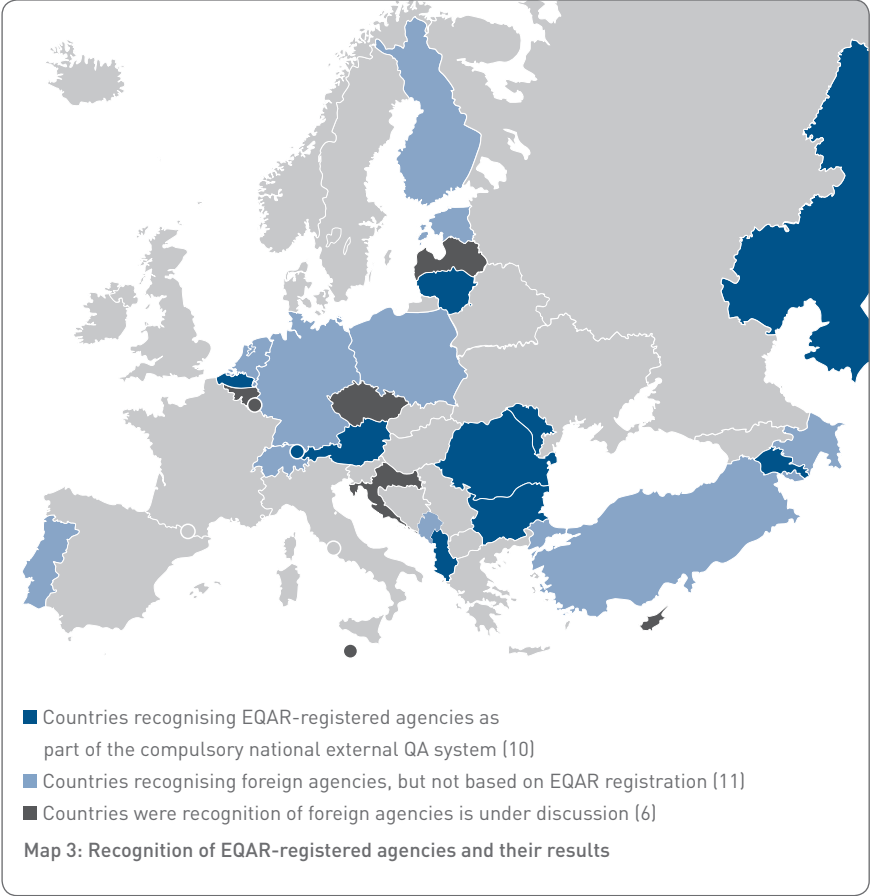 Countries recognising EQAR-registered agencies as
part of the compulsory national external QA system (10)
Countries recognising foreign agencies, but not based on EQAR registration (11)
Countries were recognition of foreign agencies is under discussion (6)
Map 3: Recognition of EQAR-registered agencies and their results